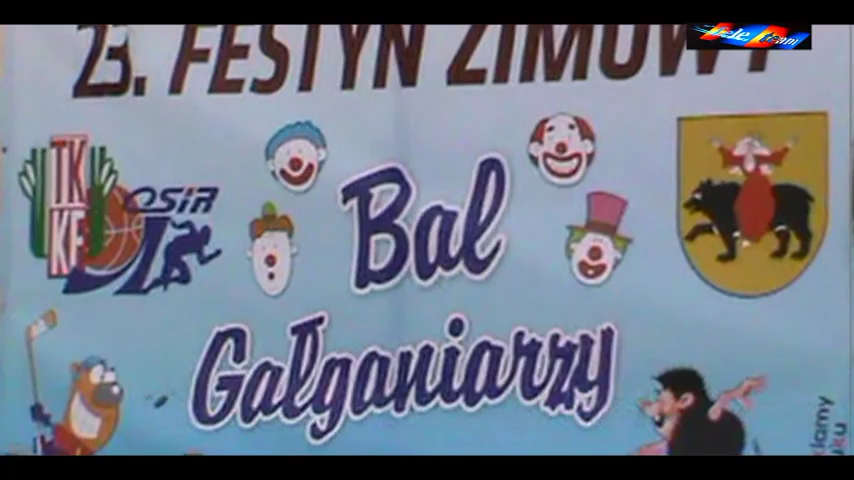 23. FESTYN ZIMOWY
TKKF
OSiR
Bal
Gałganiarzy